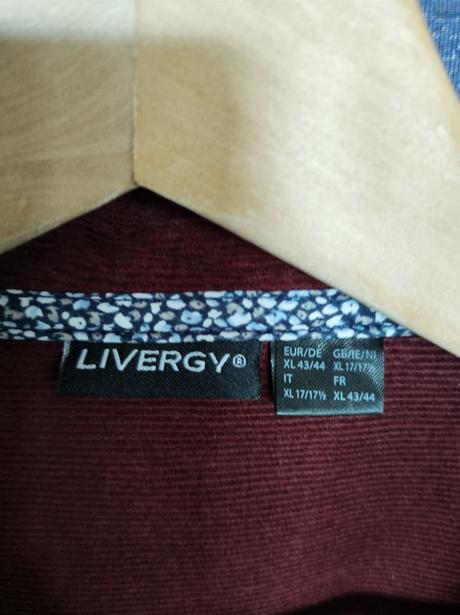 LIVERGY®
EUR/DE GB/IE/NI
XL 43/44 XL 17/17½
IT FR
XL 17/17½ XL 43/44